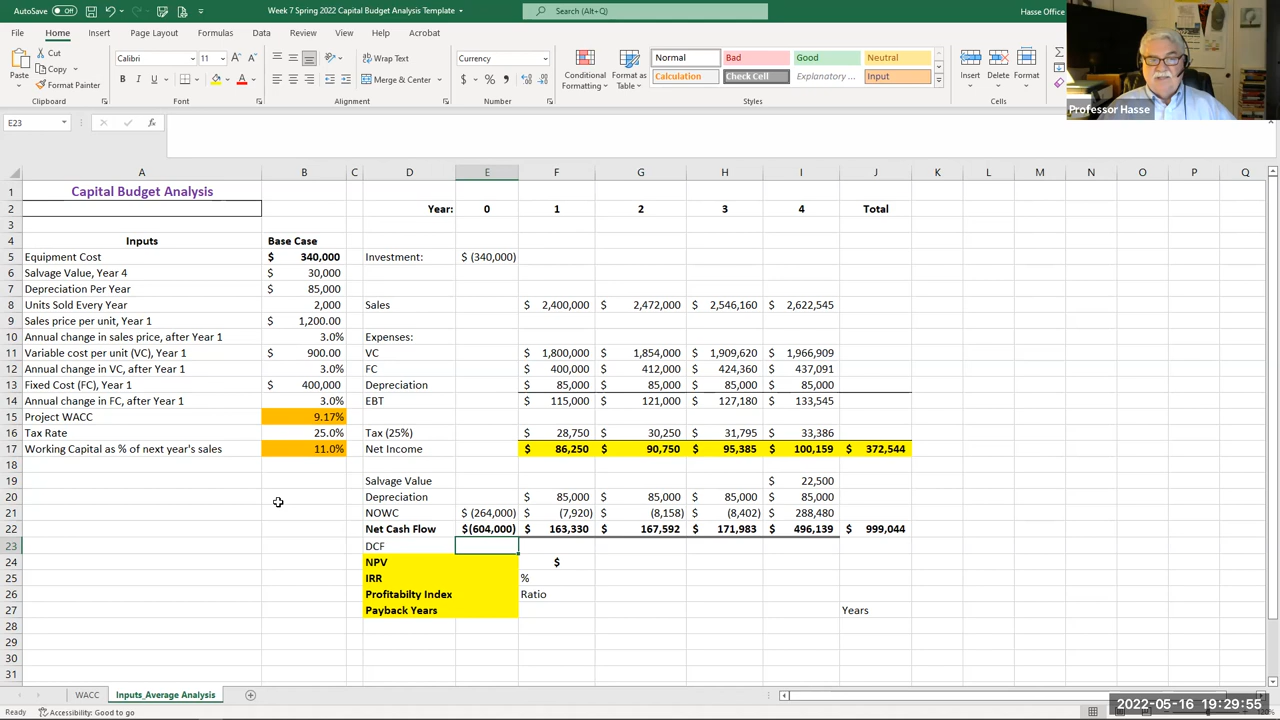 AutoSave Off Week 7 Spring 2022 Capital Budget Analysis Template Search (Alt+Q) Hasse Office
File Home Insert Draw Page Layout Formulas Data Review View Help Acrobat
Paste Cut Copy Format Painter Clipboard
Calibri 11 B I U A Font
Wrap Text Merge & Center Alignment
Currency $ % Number
Conditional Formatting Format as Table
Normal Bad Good Neutral
Calculation Check Cell Explanatory ... Input
Styles
Insert Delete Format Cells
Professor Hasse
E23 fx
A B C D E F G H I J K L M N O P Q
1 Capital Budget Analysis
2 Year: 0 1 2 3 4 Total
3
4 Inputs Base Case
5 Equipment Cost $ 340,000 Investment: $ (340,000)
6 Salvage Value, Year 4 $ 30,000
7 Depreciation Per Year $ 85,000
8 Units Sold Every Year 2,000 Sales $ 2,400,000 $ 2,472,000 $ 2,546,160 $ 2,622,545
9 Sales price per unit, Year 1 $ 1,200.00
10 Annual change in sales price, after Year 1 3.0% Expenses:
11 Variable cost per unit (VC), Year 1 $ 900.00 VC $ 1,800,000 $ 1,854,000 $ 1,909,620 $ 1,966,909
12 Annual change in VC, after Year 1 3.0% FC $ 400,000 $ 412,000 $ 424,360 $ 437,091
13 Fixed Cost (FC), Year 1 $ 400,000 Depreciation $ 85,000 $ 85,000 $ 85,000 $ 85,000
14 Annual change in FC, after Year 1 3.0% EBT $ 115,000 $ 121,000 $ 127,180 $ 133,545
15 Project WACC 9.17%
16 Tax Rate 25.0% Tax (25%) $ 28,750 $ 30,250 $ 31,795 $ 33,386
17 Working Capital as % of next year's sales 11.0% Net Income $ 86,250 $ 90,750 $ 95,385 $ 100,159 $ 372,544
18
19 Salvage Value $ 22,500
20 Depreciation $ 85,000 $ 85,000 $ 85,000 $ 85,000
21 NOWC $ (264,000) $ (7,920) $ (8,158) $ (8,402) $ 288,480
22 Net Cash Flow $(604,000) $ 163,330 $ 167,592 $ 171,983 $ 496,139 $ 999,044
23 DCF
24 NPV $
25 IRR %
26 Profitabilty Index Ratio
27 Payback Years Years
28
29
30
31
WACC Inputs_Average Analysis
Ready Accessibility: Good to go
2022-05-16 19:29:55